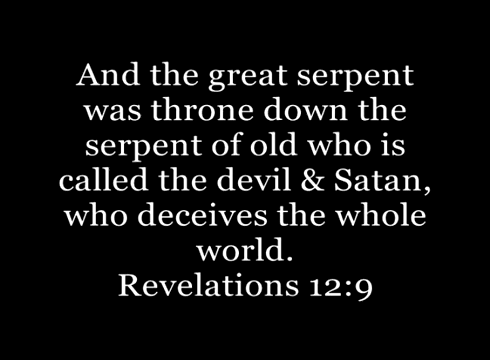 And the great serpent
was throne down the
serpent of old who is
called the devil & Satan,
who deceives the whole
world.
Revelations 12:9